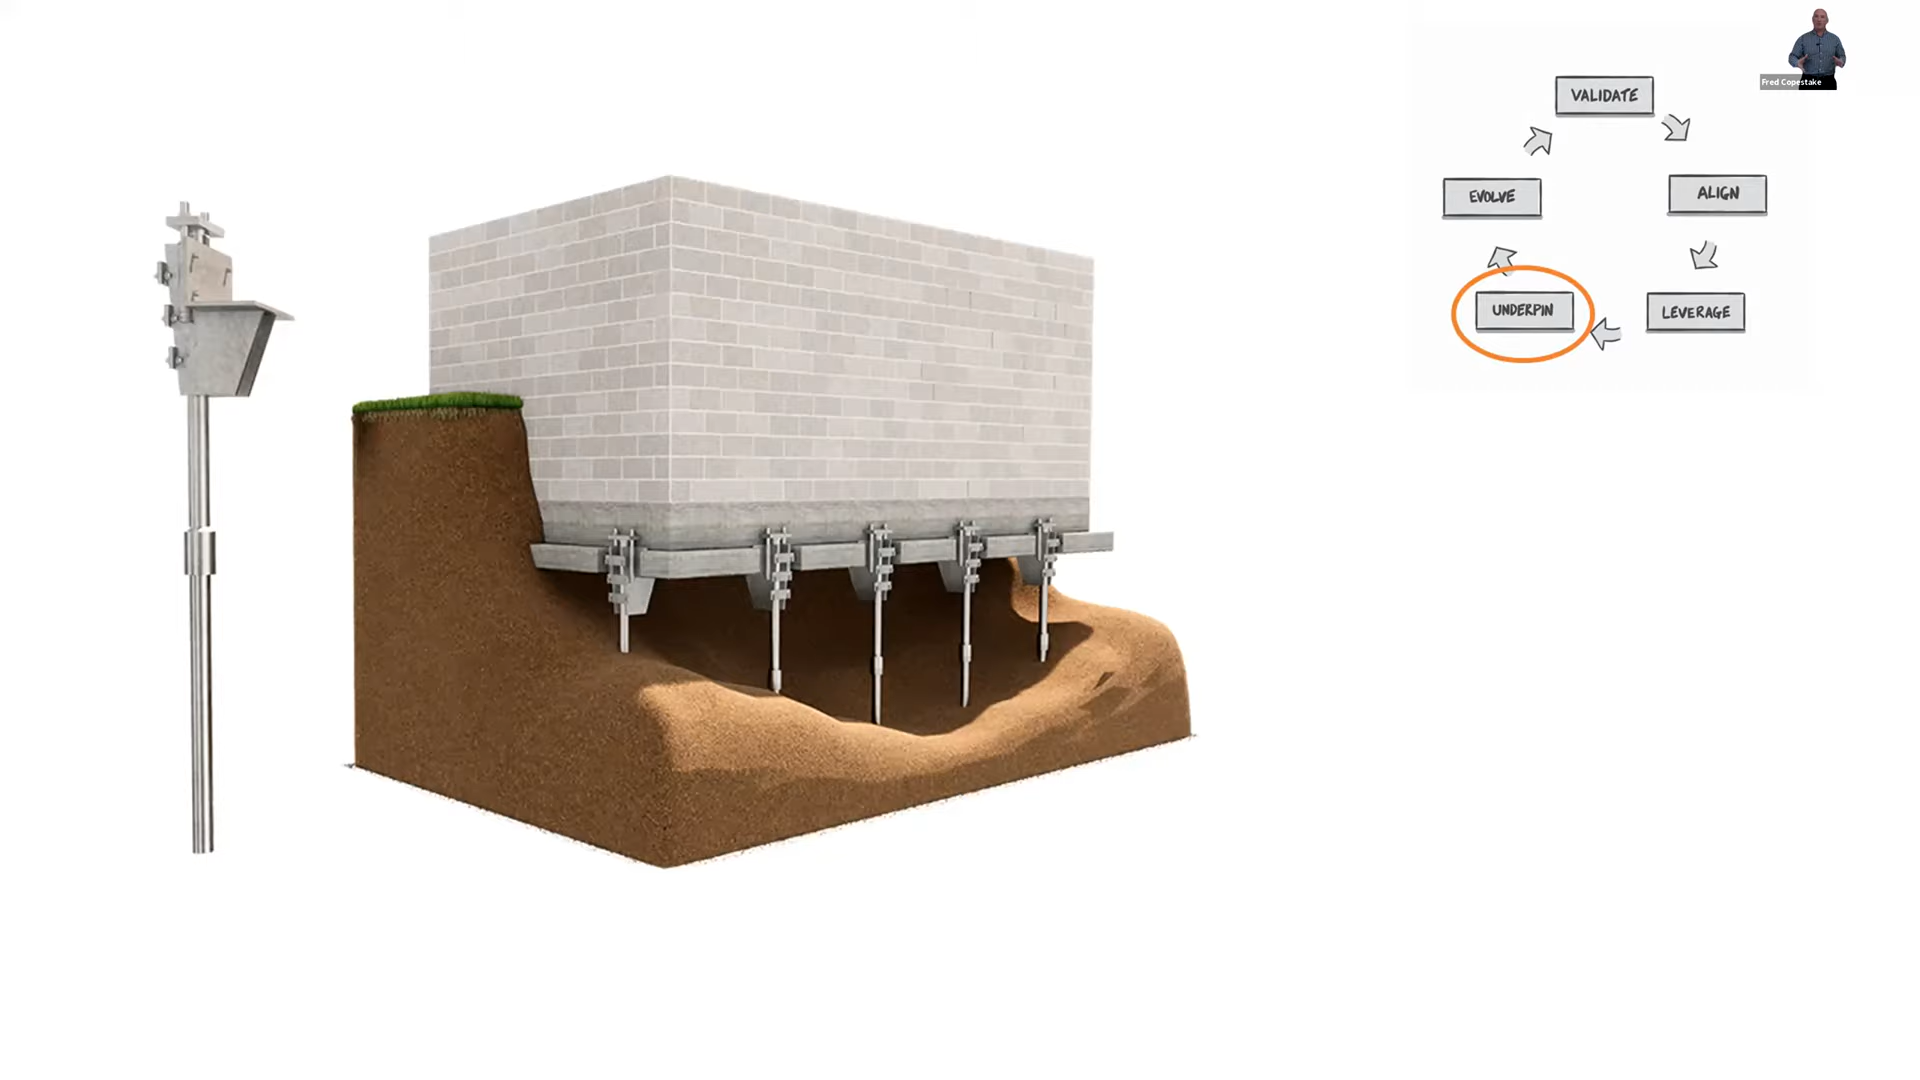 Fred Copestake
VALIDATE
EVOLVE
ALIGN
UNDERPIN
LEVERAGE